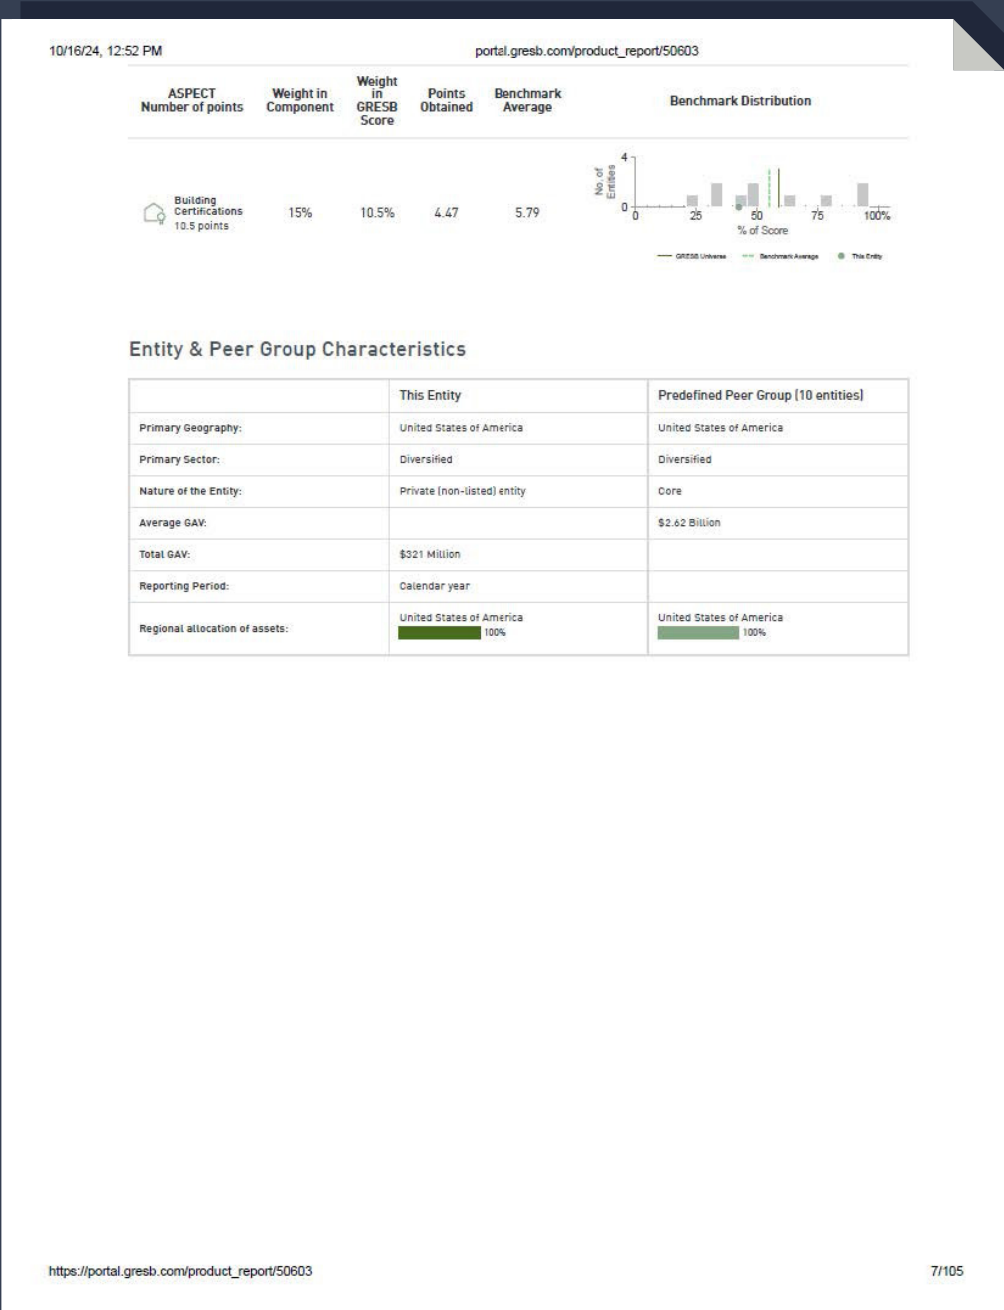 10/16/24, 12:52 PM portal.gresb.com/product_report/50603
ASPECT
Number of points
Weight in
Component
Weight
in
GRESB
Score
Points
Obtained
Benchmark
Average
Benchmark Distribution
Building
Certifications
10.5 points
15%
10.5%
4.47
5.79
No. of
Entities
4
0
0 25 50 75 100%
% of Score
GRESB Universe Benchmark Average This Entity
Entity & Peer Group Characteristics
This Entity Predefined Peer Group (10 entities)
Primary Geography: United States of America United States of America
Primary Sector: Diversified Diversified
Nature of the Entity: Private (non-listed) entity Core
Average GAV: $2.62 Billion
Total GAV: $321 Million
Reporting Period: Calendar year
Regional allocation of assets:
United States of America
100%
United States of America
100%
https://portal.gresb.com/product_report/50603 7/105